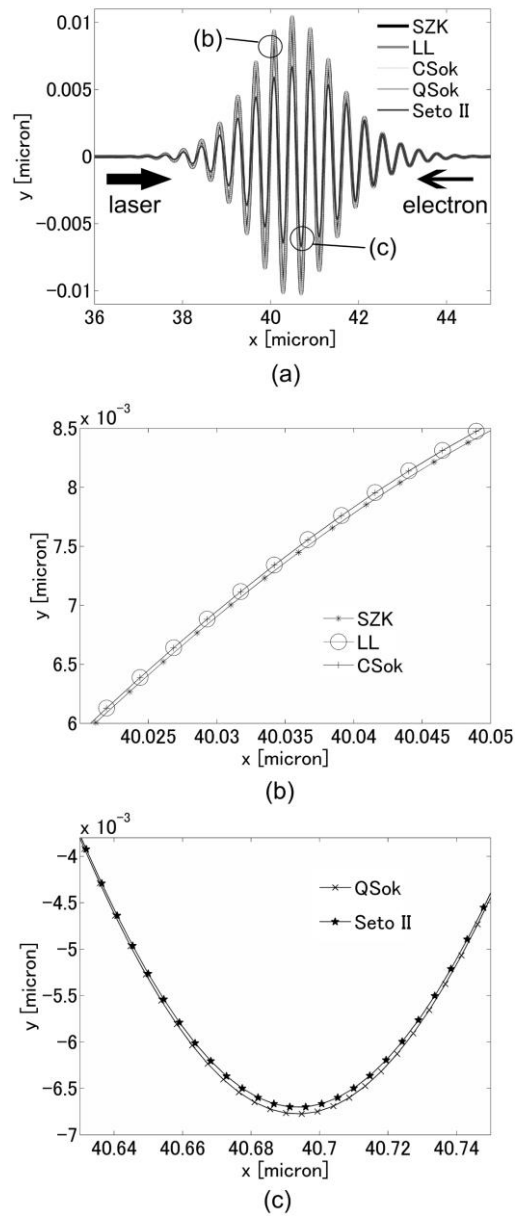 0.01
0.005
0
-0.005
-0.01
y [micron]
(b)
SZK
LL
CSok
QSok
Seto II
laser
electron
(c)
36 38 40 42 44
x [micron]
(a)
x 10⁻³
8.5
8
7.5
7
6.5
6
y [micron]
SZK
LL
CSok
40.025 40.03 40.035 40.04 40.045 40.05
x [micron]
(b)
x 10⁻³
-4
-4.5
-5
-5.5
-6
-6.5
-7
y [micron]
QSok
Seto II
40.64 40.66 40.68 40.7 40.72 40.74
x [micron]
(c)